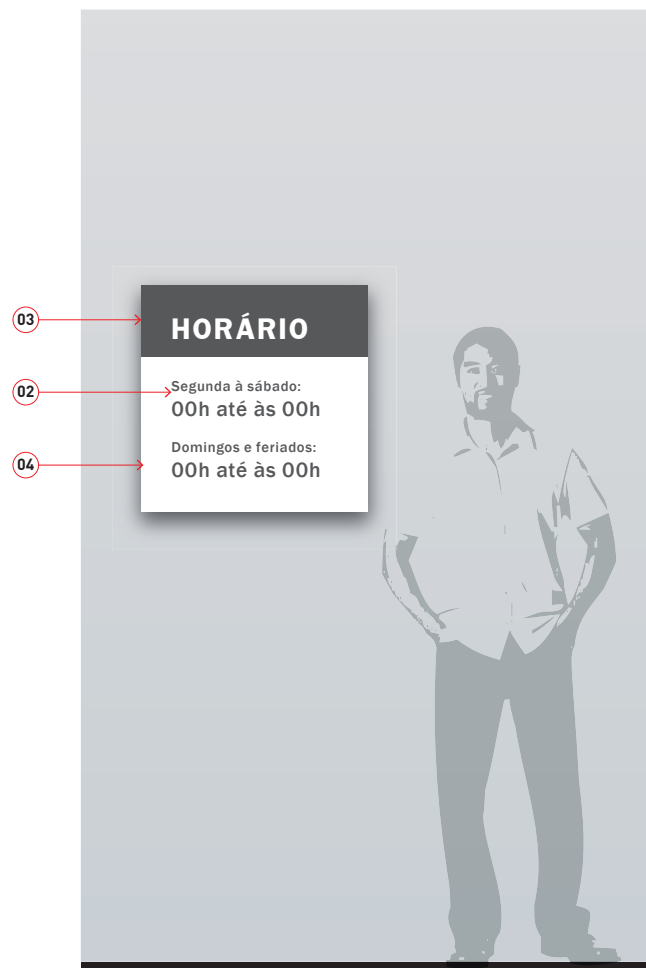 03
HORÁRIO
02
Segunda à sábado:
00h até às 00h
Domingos e feriados:
04
00h até às 00h